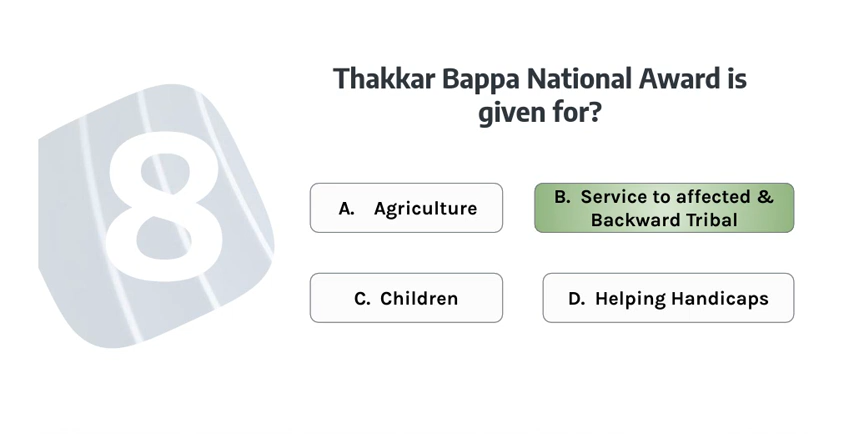 8
Thakkar Bappa National Award is
given for?
A. Agriculture
B. Service to affected &
Backward Tribal
C. Children
D. Helping Handicaps